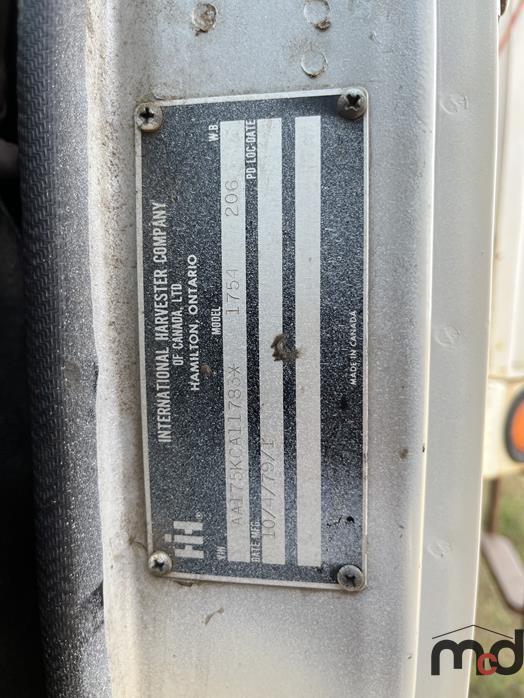 INTERNATIONAL HARVESTER COMPANY
OF CANADA, LTD.
HAMILTON, ONTARIO
IH ®
VIN MODEL W.B
AA175KCA11783* 1754 206
DATE MFG. PD LOC-DATE
10/4/79/1
MADE IN CANADA
mcd